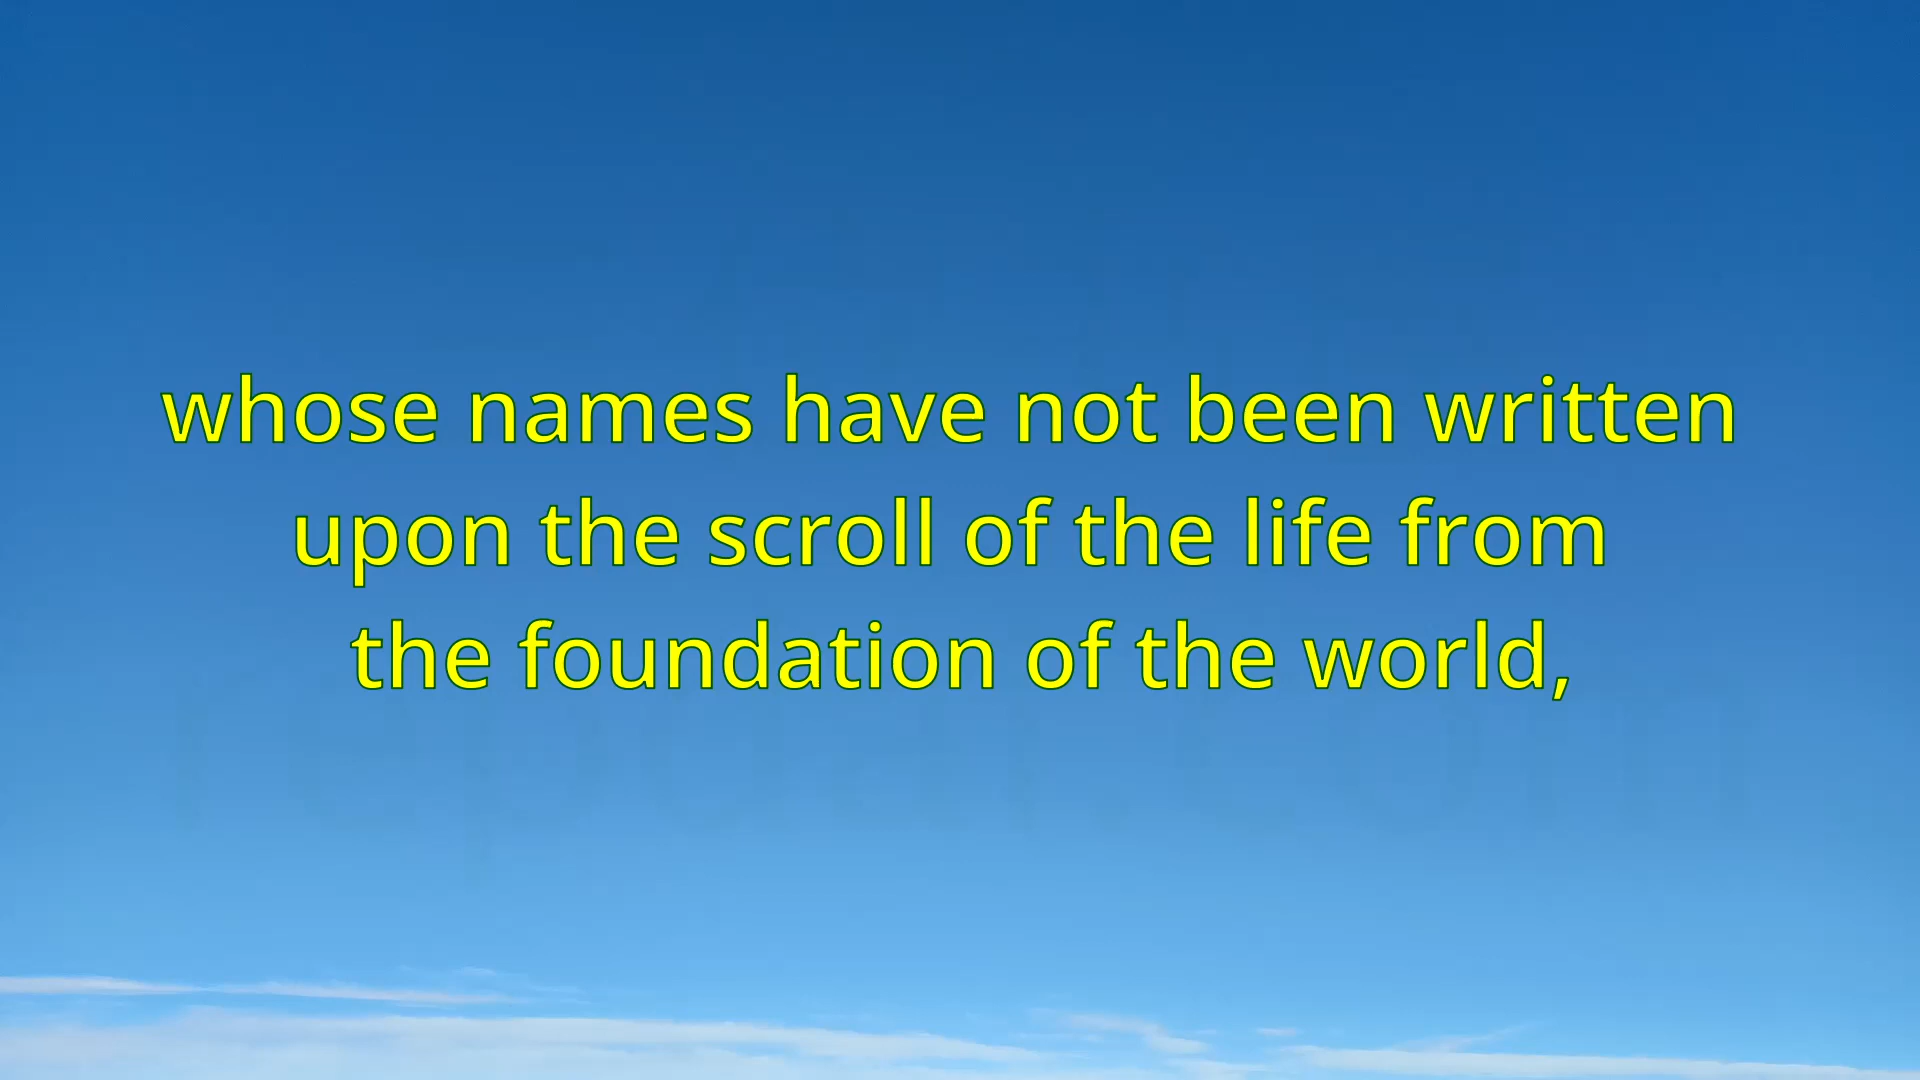 whose names have not been written
upon the scroll of the life from
the foundation of the world,